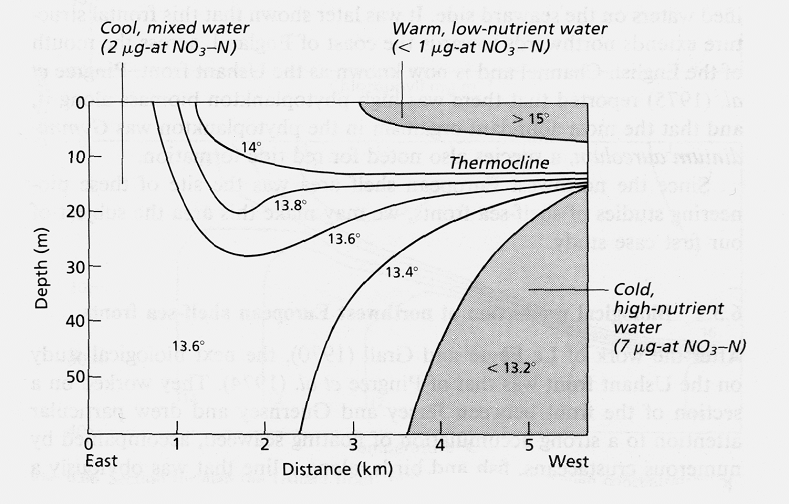 Cool, mixed water
(2 µg-at NO₃–N)
Warm, low-nutrient water
(< 1 µg-at NO₃–N)
0
> 15°
14°
Thermocline
10
13.8°
20
13.6°
Depth (m)
30
13.4°
Cold,
high-nutrient
water
(7 µg-at NO₃–N)
40
13.6°
< 13.2°
50
0
1
2
3
4
5
East
Distance (km)
West